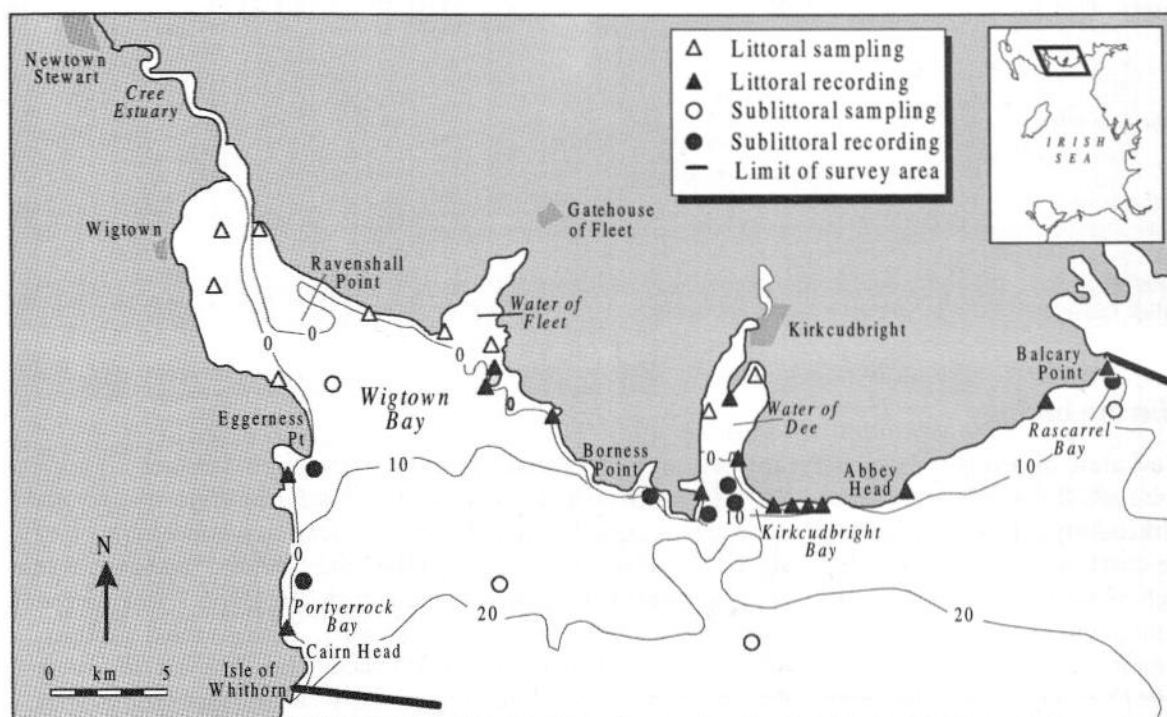 Newtown
Stewart
Cree
Estuary
Littoral sampling
Littoral recording
Sublittoral sampling
Sublittoral recording
Limit of survey area
IRISH
SEA
Wigtown
Gatehouse
of Fleet
Ravenshall
Point
Water of
Fleet
Kirkcudbright
0
0
0
0
Balcary
Point
Wigtown
Bay
Eggerness
Pt
Water of
Dee
Rascarrel
Bay
10
Borness
Point
0
Abbey
Head
10
10
Kirkcudbright
Bay
N
0
20
20
Portyerrock
Bay
Cairn Head
0 km 5
Isle of
Whithorn